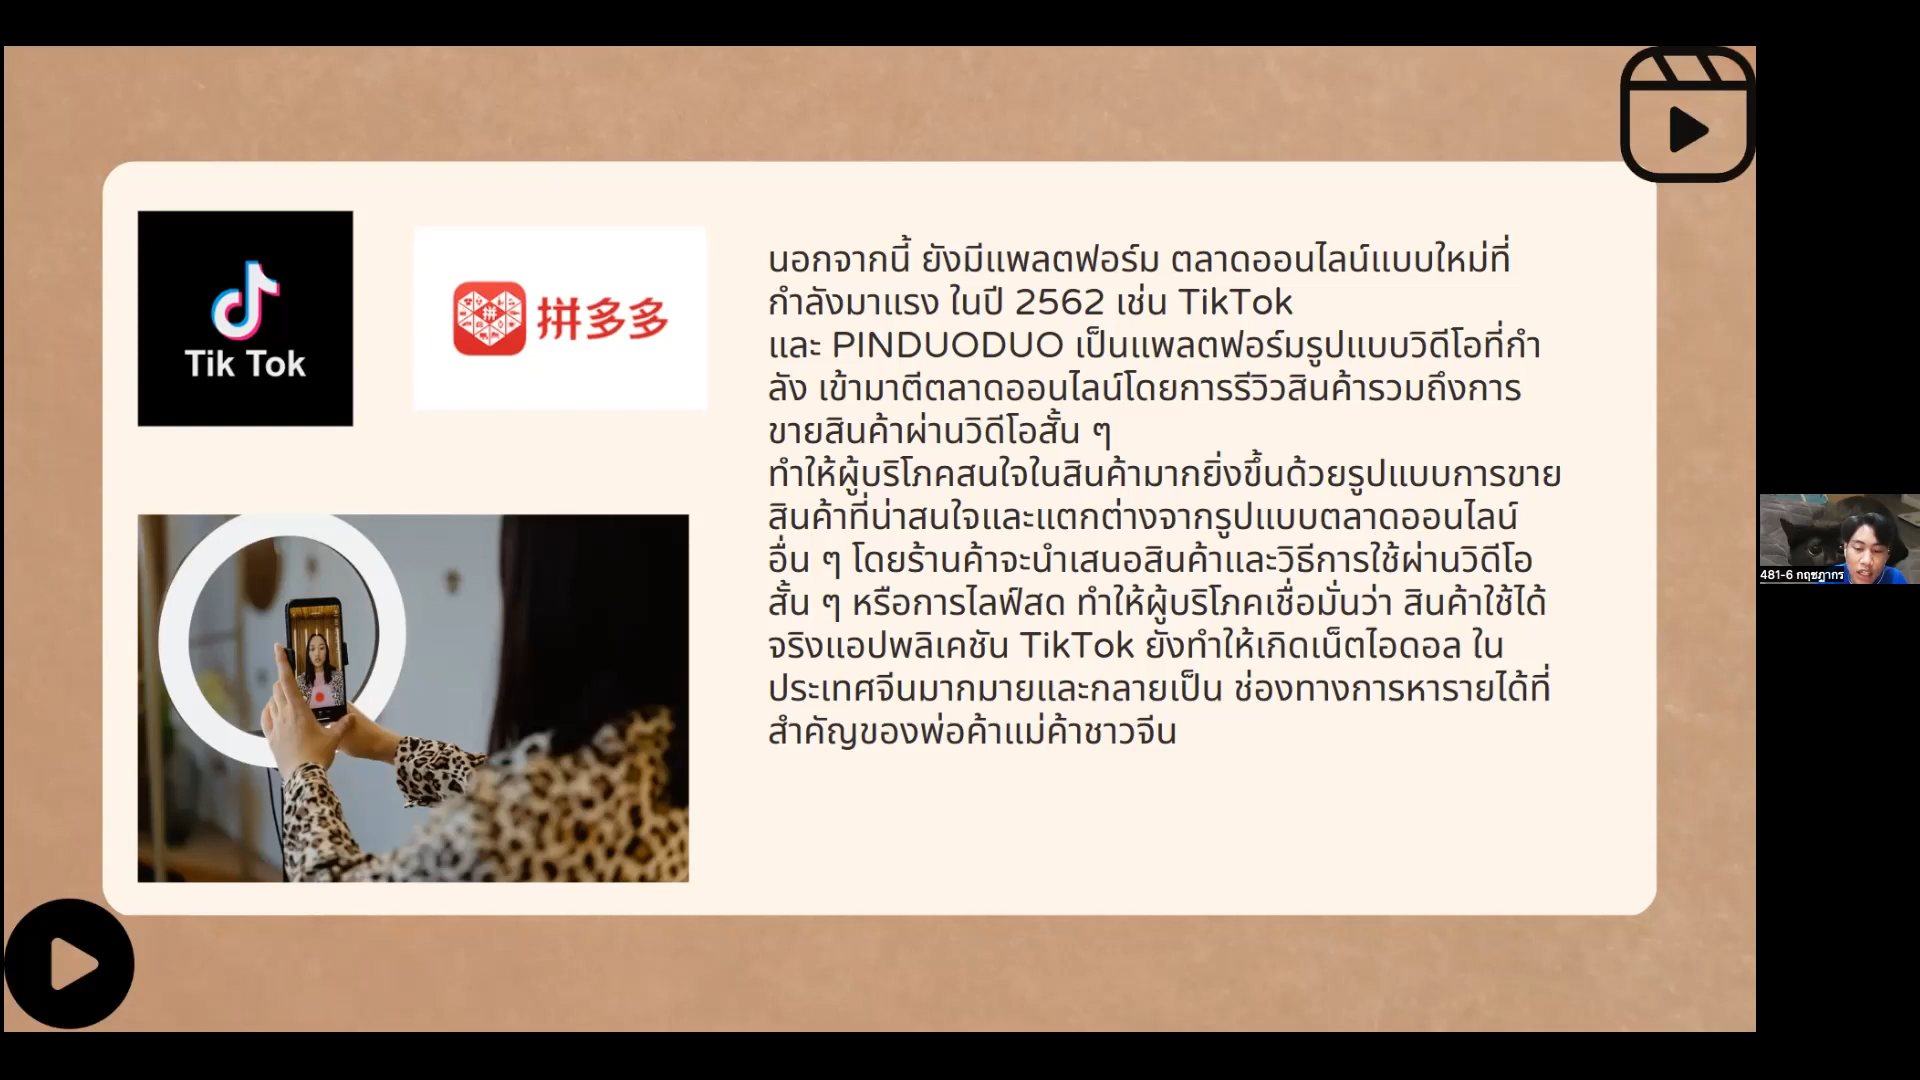 Tik Tok
拼
拼多多
นอกจากนี้ ยังมีแพลตฟอร์ม ตลาดออนไลน์แบบใหม่ที่
กำลังมาแรง ในปี 2562 เช่น TikTok
และ PINDUODUO เป็นแพลตฟอร์มรูปแบบวิดีโอที่กำ
ลัง เข้ามาตีตลาดออนไลน์โดยการรีวิวสินค้ารวมถึงการ
ขายสินค้าผ่านวิดีโอสั้น ๆ
ทำให้ผู้บริโภคสนใจในสินค้ามากยิ่งขึ้นด้วยรูปแบบการขาย
สินค้าที่น่าสนใจและแตกต่างจากรูปแบบตลาดออนไลน์
อื่น ๆ โดยร้านค้าจะนำเสนอสินค้าและวิธีการใช้ผ่านวิดีโอ
สั้น ๆ หรือการไลฟ์สด ทำให้ผู้บริโภคเชื่อมั่นว่า สินค้าใช้ได้
จริงแอปพลิเคชัน TikTok ยังทำให้เกิดเน็ตไอดอล ใน
ประเทศจีนมากมายและกลายเป็น ช่องทางการหารายได้ที่
สำคัญของพ่อค้าแม่ค้าชาวจีน
481-6 กฤชฎากร